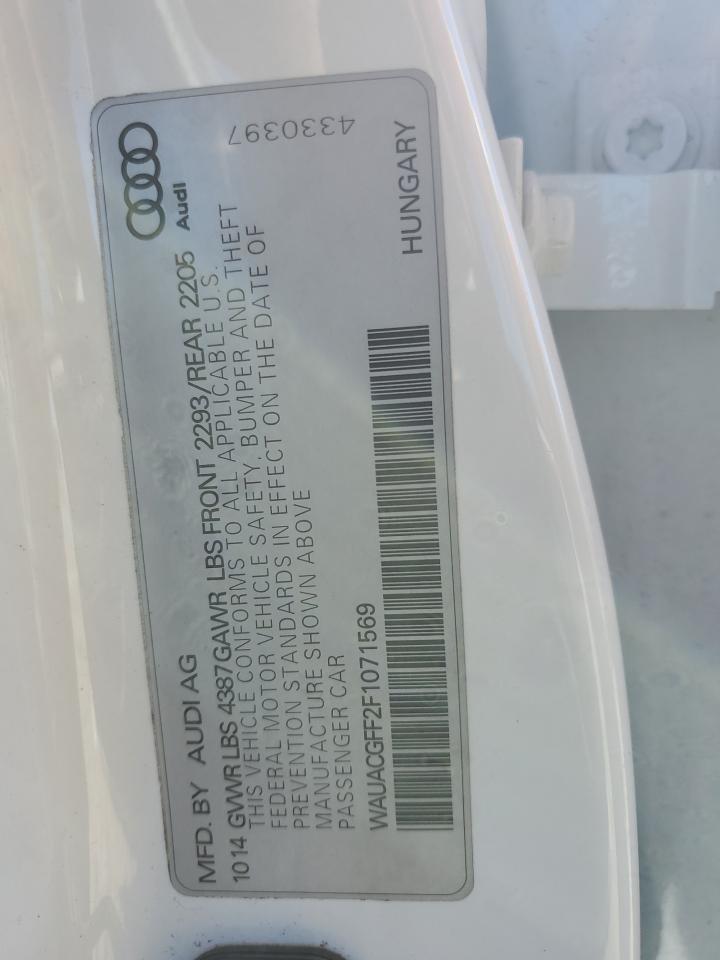 MFD. BY AUDI AG
Audi
1014 GVWR LBS 4387GAWR LBS FRONT 2293/REAR 2205
THIS VEHICLE CONFORMS TO ALL APPLICABLE U.S.
FEDERAL MOTOR VEHICLE SAFETY, BUMPER AND THEFT
PREVENTION STANDARDS IN EFFECT ON THE DATE OF
MANUFACTURE SHOWN ABOVE
PASSENGER CAR
4330397
WAUACGFF2F1071569
HUNGARY